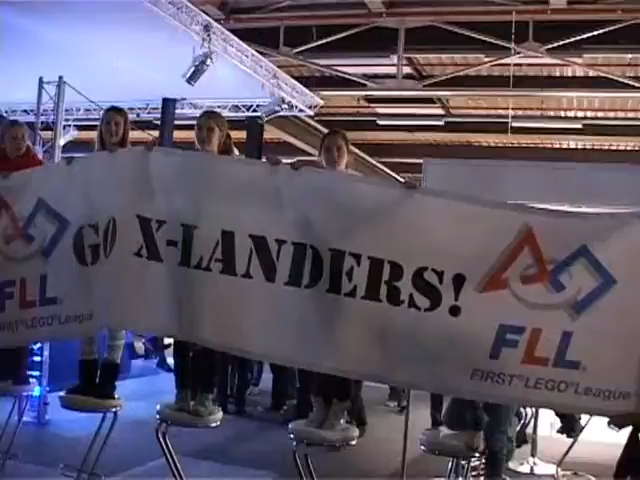 GO X-LANDERS!
FLL
FIRST LEGO League
FLL
FIRST® LEGO® League